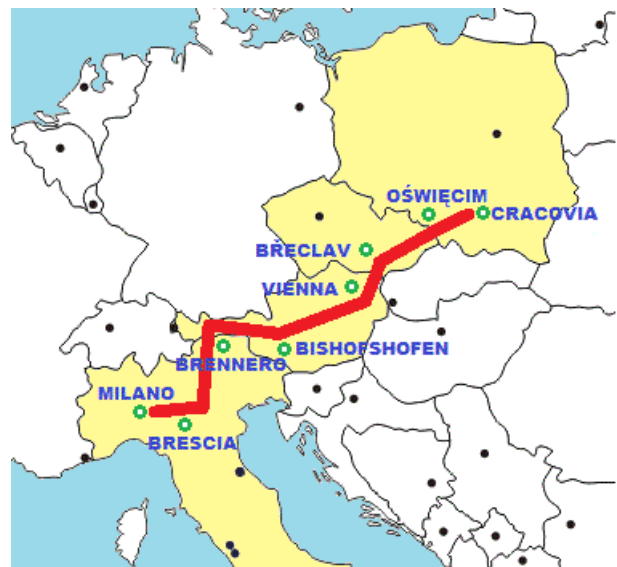 OŚWIĘCIM
CRACOVIA
BŘECLAV
VIENNA
BISHOFSHOFEN
BRENNERO
MILANO
BRESCIA